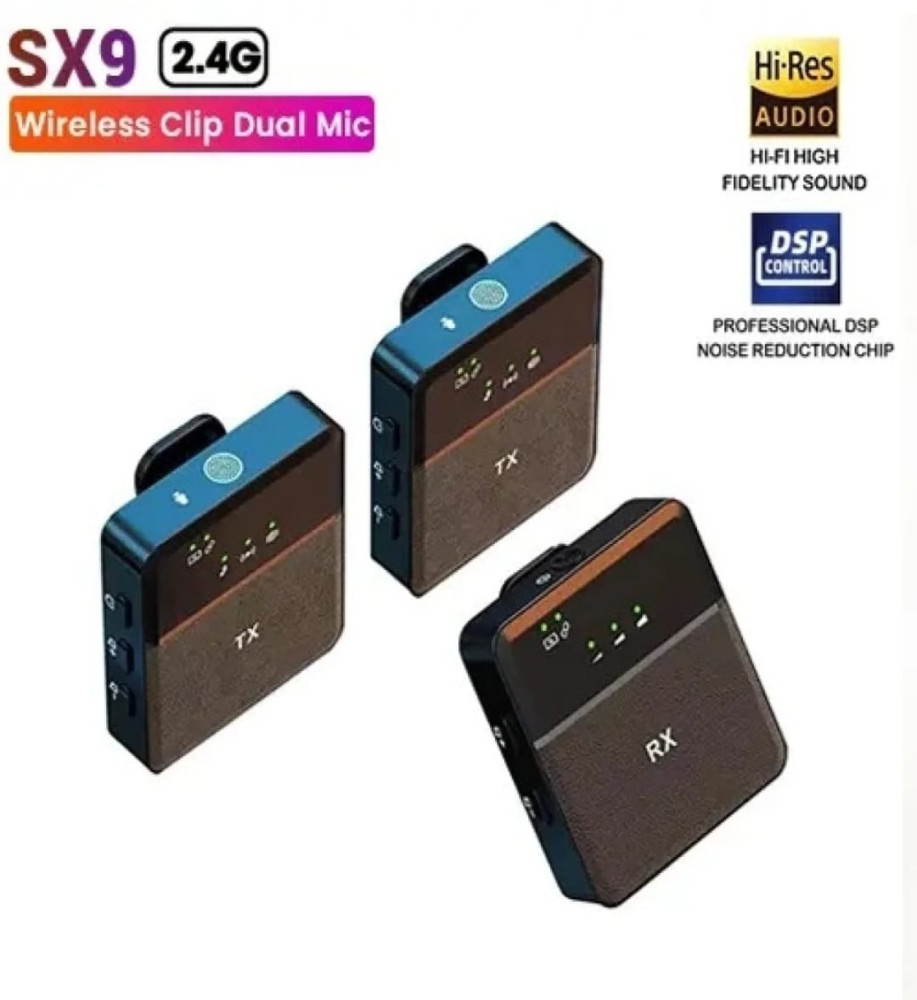 SX9 2.4G
Wireless Clip Dual Mic
Hi-Res
AUDIO
HI-FI HIGH
FIDELITY SOUND
DSP
CONTROL
PROFESSIONAL DSP
NOISE REDUCTION CHIP
TX
TX
RX